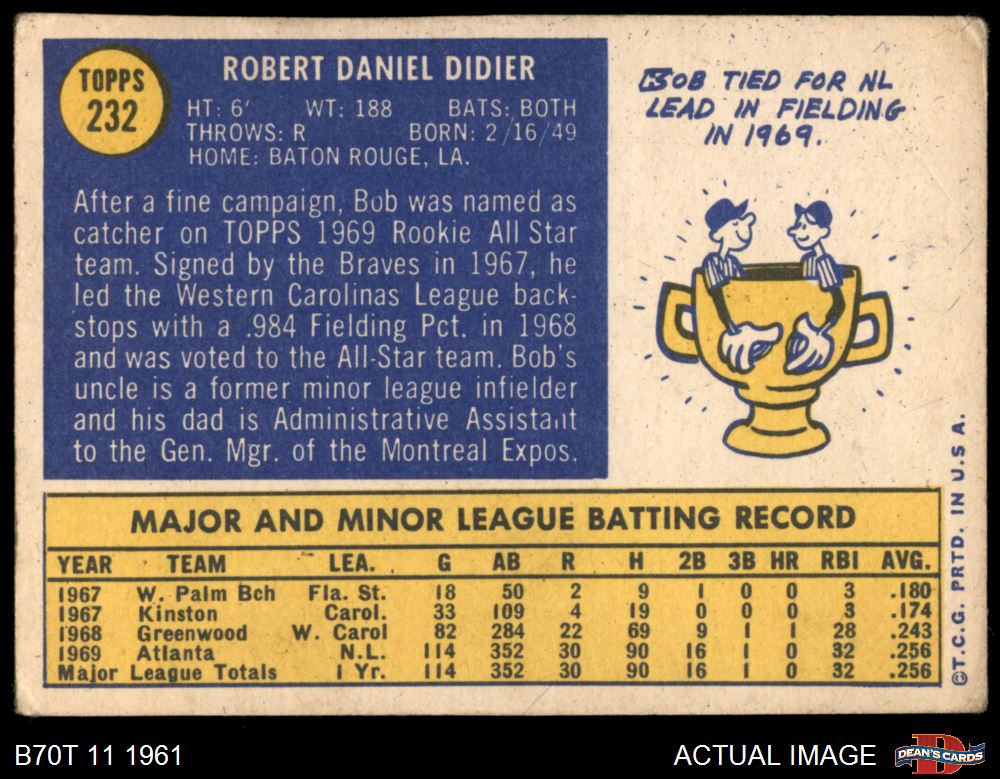 TOPPS
232
ROBERT DANIEL DIDIER
HT: 6' WT: 188 BATS: BOTH
THROWS: R BORN: 2/16/49
HOME: BATON ROUGE, LA.
After a fine campaign, Bob was named as
catcher on TOPPS 1969 Rookie All Star
team. Signed by the Braves in 1967, he
led the Western Carolinas League back-
stops with a .984 Fielding Pct. in 1968
and was voted to the All-Star team. Bob's
uncle is a former minor league infielder
and his dad is Administrative Assistant
to the Gen. Mgr. of the Montreal Expos.
BOB TIED FOR NL
LEAD IN FIELDING
IN 1969.
MAJOR AND MINOR LEAGUE BATTING RECORD
YEAR TEAM LEA. G AB R H 2B 3B HR RBI AVG.
1967 W. Palm Bch Fla. St. 18 50 2 9 1 0 0 3 .180
1967 Kinston Carol. 33 109 4 19 0 0 0 3 .174
1968 Greenwood W. Carol 82 284 22 69 9 1 1 28 .243
1969 Atlanta N.L. 114 352 30 90 16 1 0 32 .256
Major League Totals 1 Yr. 114 352 30 90 16 1 0 32 .256
©T.C.G. PRTD. IN U.S.A.
B70T 11 1961
ACTUAL IMAGE
DEAN'S CARDS